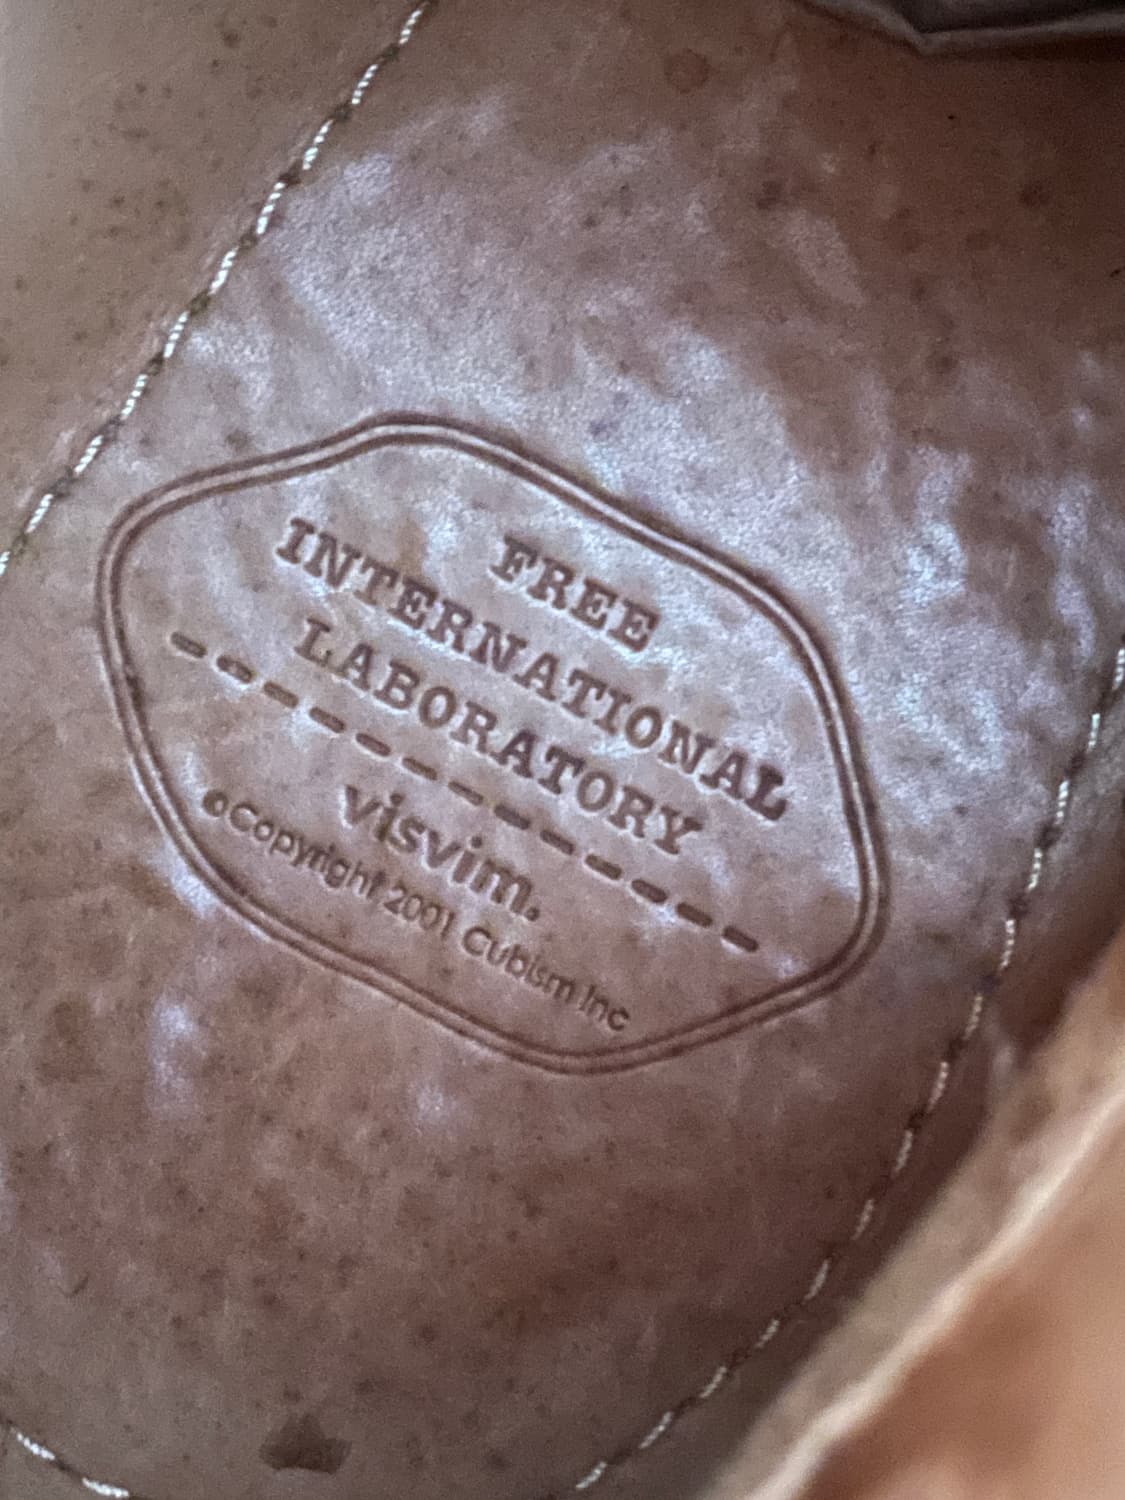 FREE
INTERNATIONAL
LABORATORY
visvim.
©Copyright 2001 Cubism Inc